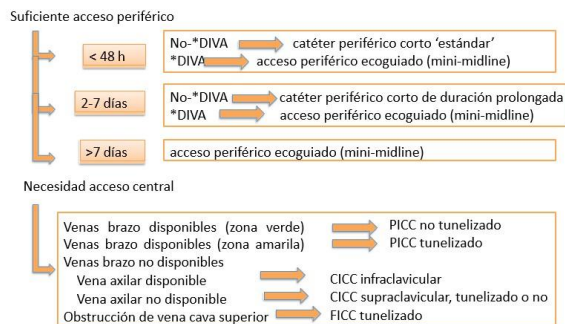 Suficiente acceso periférico
< 48 h
No-*DIVA catéter periférico corto ‘estándar’
*DIVA acceso periférico ecoguiado (mini-midline)
2-7 días
No-*DIVA catéter periférico corto de duración prolongada
*DIVA acceso periférico ecoguiado (mini-midline)
>7 días
acceso periférico ecoguiado (mini-midline)
Necesidad acceso central
Venas brazo disponibles (zona verde) PICC no tunelizado
Venas brazo disponibles (zona amarila) PICC tunelizado
Venas brazo no disponibles
Vena axilar disponible CICC infraclavicular
Vena axilar no disponible CICC supraclavicular, tunelizado o no
Obstrucción de vena cava superior FICC tunelizado